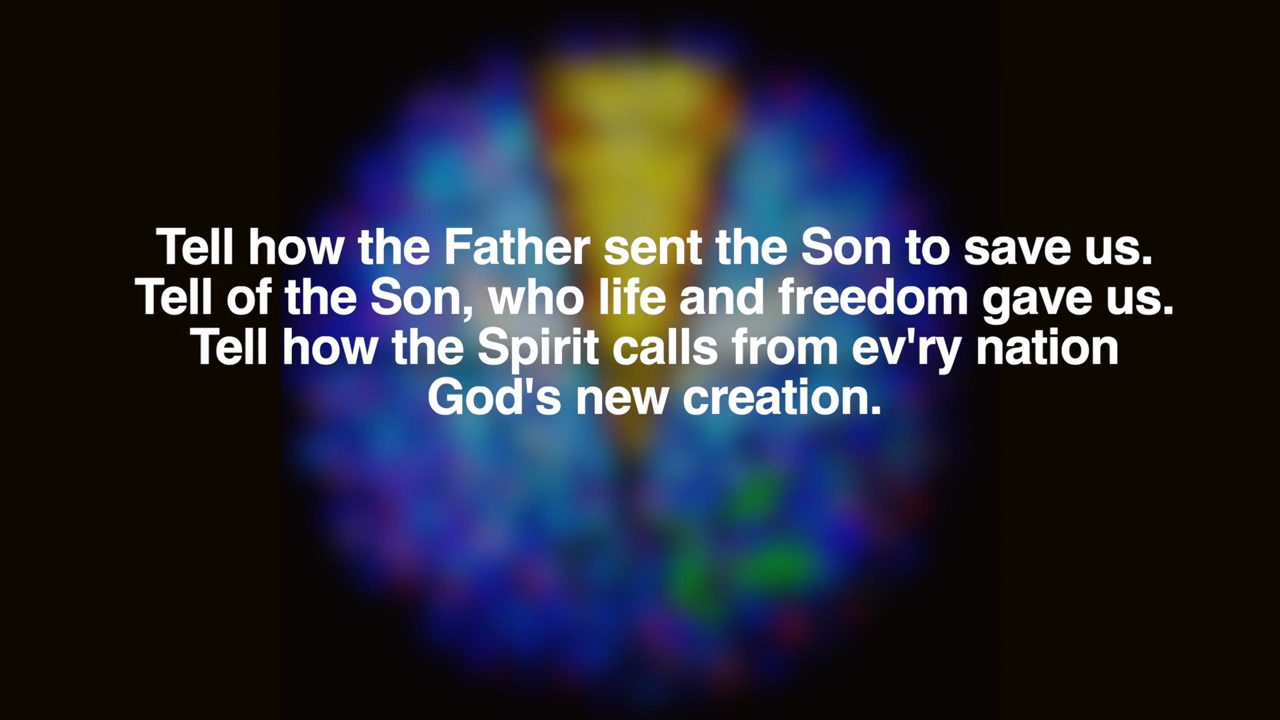 Tell how the Father sent the Son to save us.
Tell of the Son, who life and freedom gave us.
Tell how the Spirit calls from ev'ry nation
God's new creation.